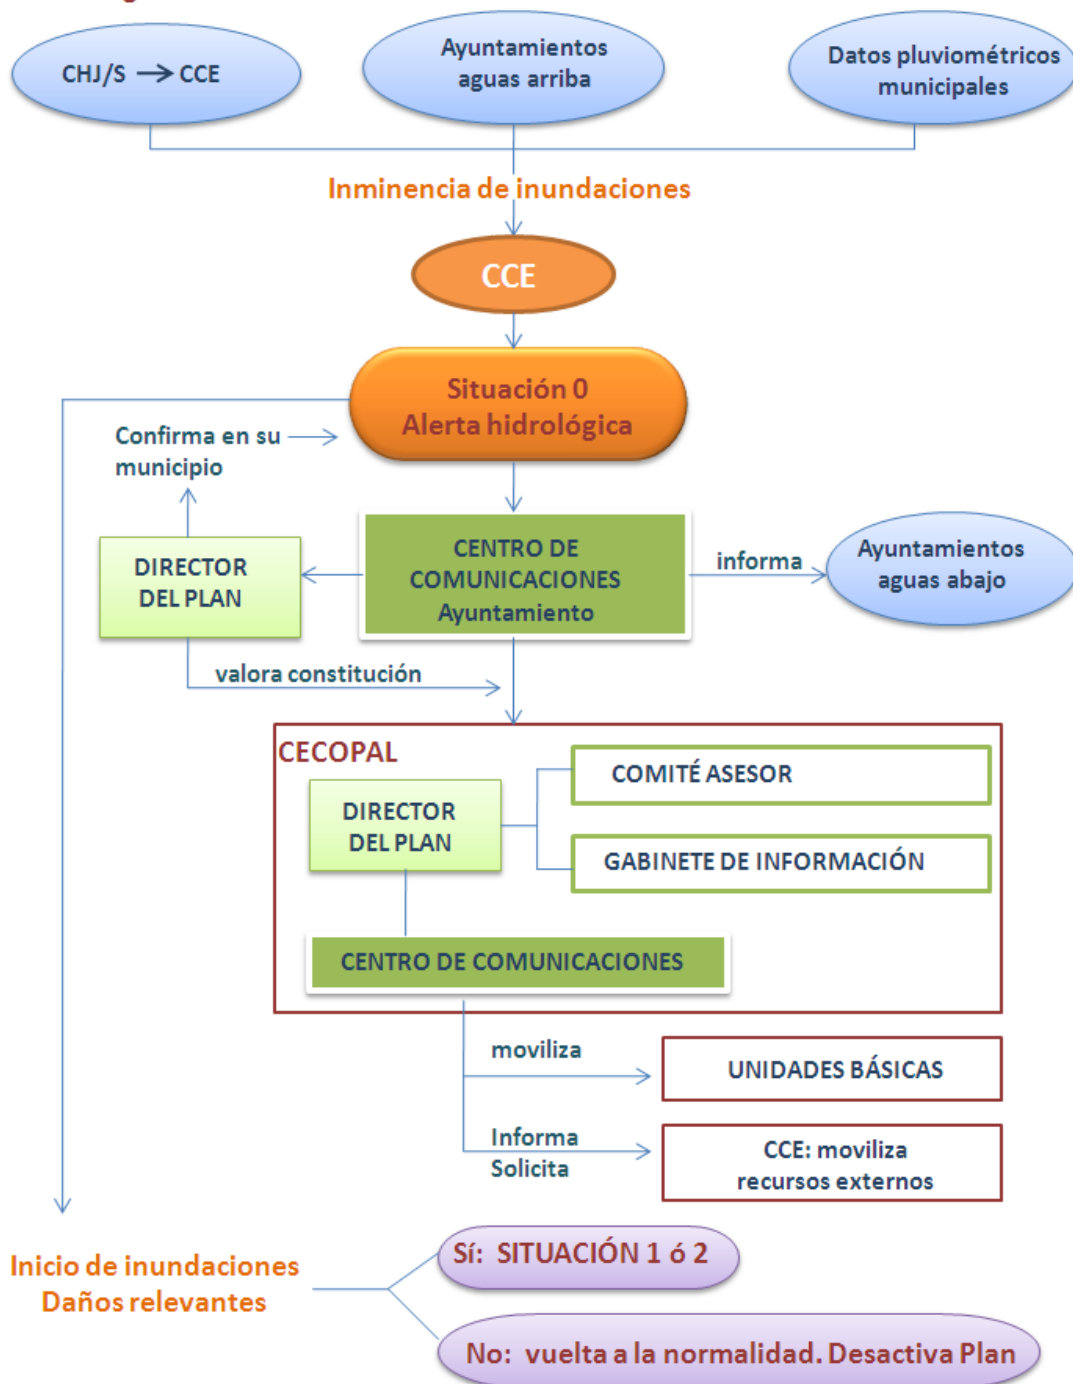 CHJ/S → CCE
Ayuntamientos
aguas arriba
Datos pluviométricos
municipales
Inminencia de inundaciones
CCE
Situación 0
Alerta hidrológica
Confirma en su
municipio
DIRECTOR
DEL PLAN
CENTRO DE
COMUNICACIONES
Ayuntamiento
informa
Ayuntamientos
aguas abajo
valora constitución
CECOPAL
DIRECTOR
DEL PLAN
COMITÉ ASESOR
GABINETE DE INFORMACIÓN
CENTRO DE COMUNICACIONES
moviliza
UNIDADES BÁSICAS
Informa
Solicita
CCE: moviliza
recursos externos
Inicio de inundaciones
Daños relevantes
Sí: SITUACIÓN 1 ó 2
No: vuelta a la normalidad. Desactiva Plan